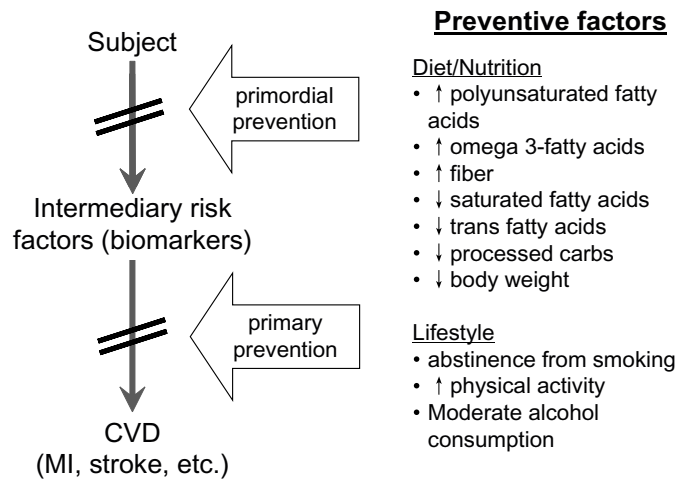 Subject
primordial
prevention
Intermediary risk
factors (biomarkers)
primary
prevention
CVD
(MI, stroke, etc.)
Preventive factors
Diet/Nutrition
• ↑ polyunsaturated fatty
acids
• ↑ omega 3-fatty acids
• ↑ fiber
• ↓ saturated fatty acids
• ↓ trans fatty acids
• ↓ processed carbs
• ↓ body weight
Lifestyle
• abstinence from smoking
• ↑ physical activity
• Moderate alcohol
consumption